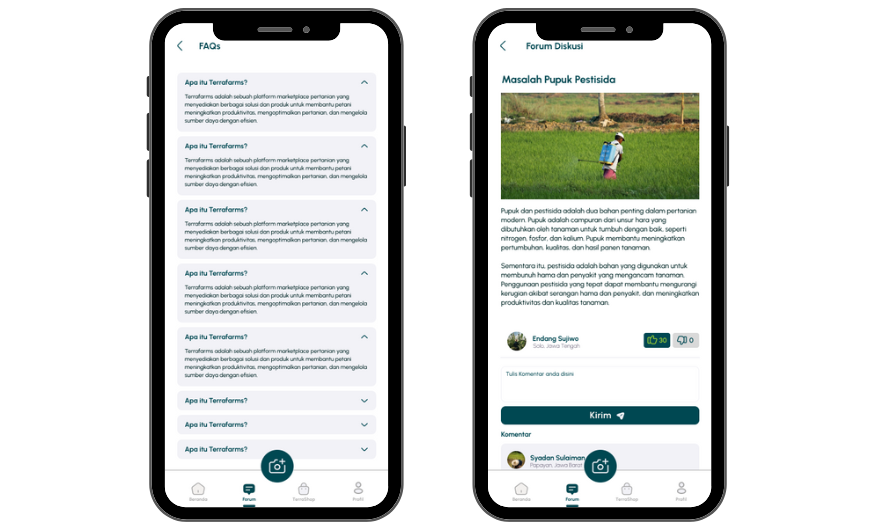 FAQs
Apa itu Terrafarms?
Terrafarms adalah sebuah platform marketplace pertanian yang
menyediakan berbagai solusi dan produk untuk membantu petani
meningkatkan produktivitas, mengoptimalkan pertanian, dan mengelola
sumber daya dengan efisien.
Apa itu Terrafarms?
Terrafarms adalah sebuah platform marketplace pertanian yang
menyediakan berbagai solusi dan produk untuk membantu petani
meningkatkan produktivitas, mengoptimalkan pertanian, dan mengelola
sumber daya dengan efisien.
Apa itu Terrafarms?
Terrafarms adalah sebuah platform marketplace pertanian yang
menyediakan berbagai solusi dan produk untuk membantu petani
meningkatkan produktivitas, mengoptimalkan pertanian, dan mengelola
sumber daya dengan efisien.
Apa itu Terrafarms?
Terrafarms adalah sebuah platform marketplace pertanian yang
menyediakan berbagai solusi dan produk untuk membantu petani
meningkatkan produktivitas, mengoptimalkan pertanian, dan mengelola
sumber daya dengan efisien.
Apa itu Terrafarms?
Terrafarms adalah sebuah platform marketplace pertanian yang
menyediakan berbagai solusi dan produk untuk membantu petani
meningkatkan produktivitas, mengoptimalkan pertanian, dan mengelola
sumber daya dengan efisien.
Apa itu Terrafarms?
Apa itu Terrafarms?
Apa itu Terrafarms?
Beranda
Forum
TerraShop
Profil
Forum Diskusi
Masalah Pupuk Pestisida
Pupuk dan pestisida adalah dua bahan penting dalam pertanian
modern. Pupuk adalah campuran dari unsur hara yang
dibutuhkan oleh tanaman untuk tumbuh dengan baik, seperti
nitrogen, fosfor, dan kalium. Pupuk membantu meningkatkan
pertumbuhan, kualitas, dan hasil panen tanaman.
Sementara itu, pestisida adalah bahan yang digunakan untuk
membunuh hama dan penyakit yang mengancam tanaman.
Penggunaan pestisida yang tepat dapat membantu mengurangi
kerugian akibat serangan hama dan penyakit, dan meningkatkan
produktivitas dan kualitas tanaman.
Endang Sujiwo
Solo, Jawa Tengah
30
0
Tulis Komentar anda disini
Kirim
Komentar
Syadan Sulaiman
Papayan, Jawa Barat
Beranda
Forum
TerraShop
Profil